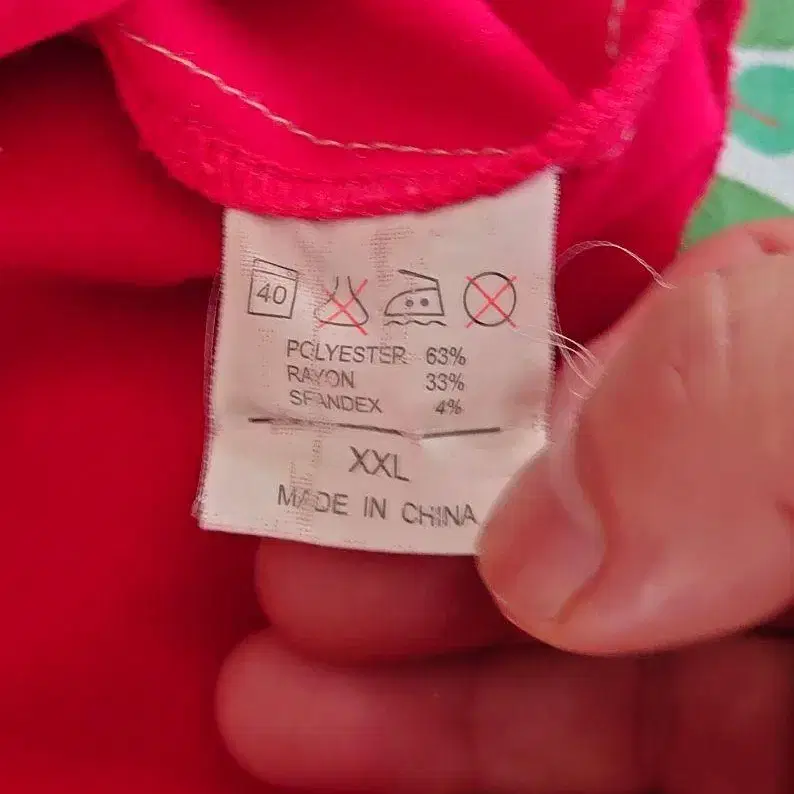 40
POLYESTER 63%
RAYON 33%
SPANDEX 4%
XXL
MADE IN CHINA